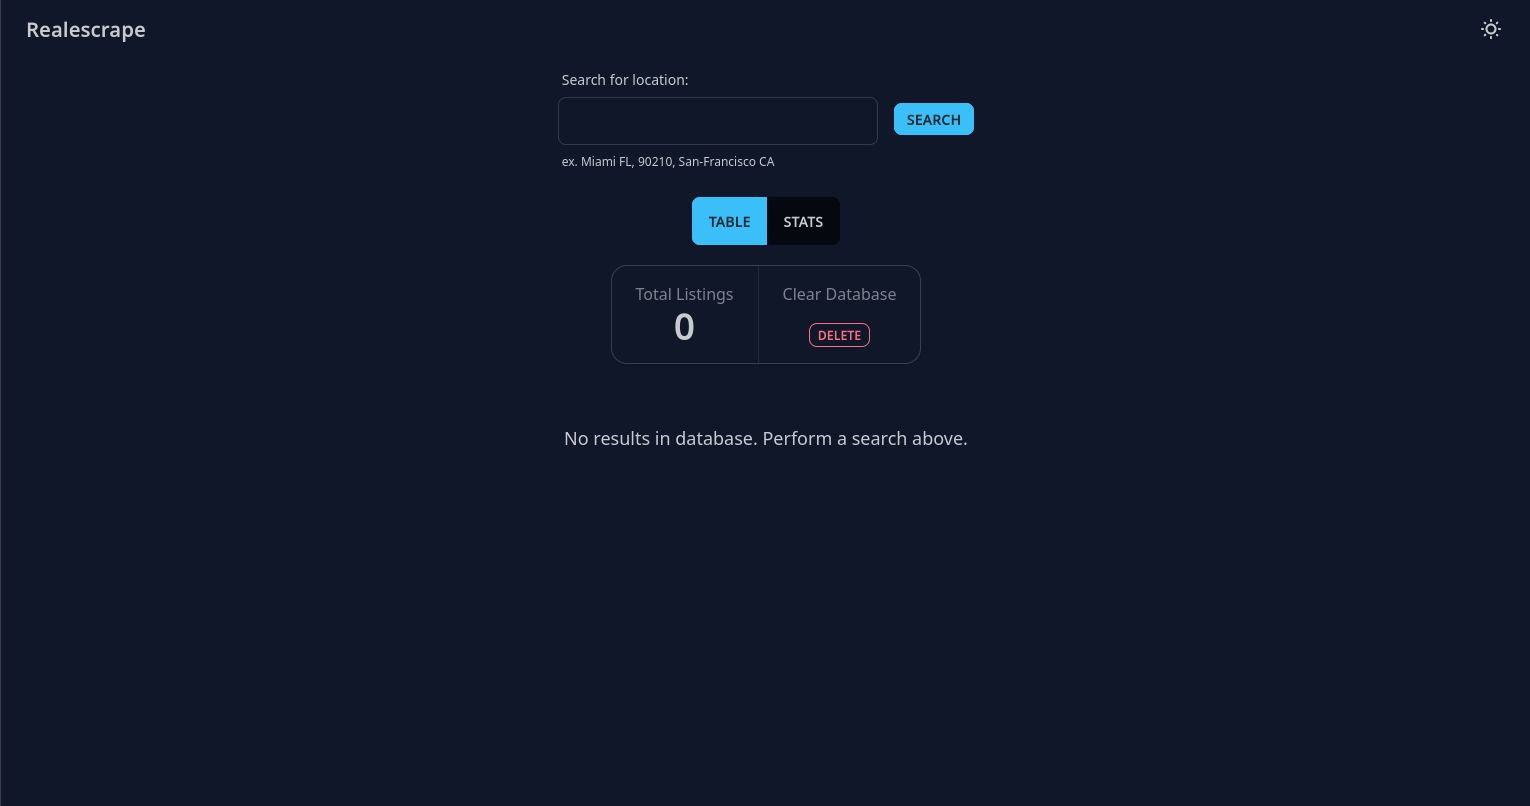 Realescrape
Search for location:
SEARCH
ex. Miami FL, 90210, San-Francisco CA
TABLE STATS
Total Listings
0
Clear Database
DELETE
No results in database. Perform a search above.